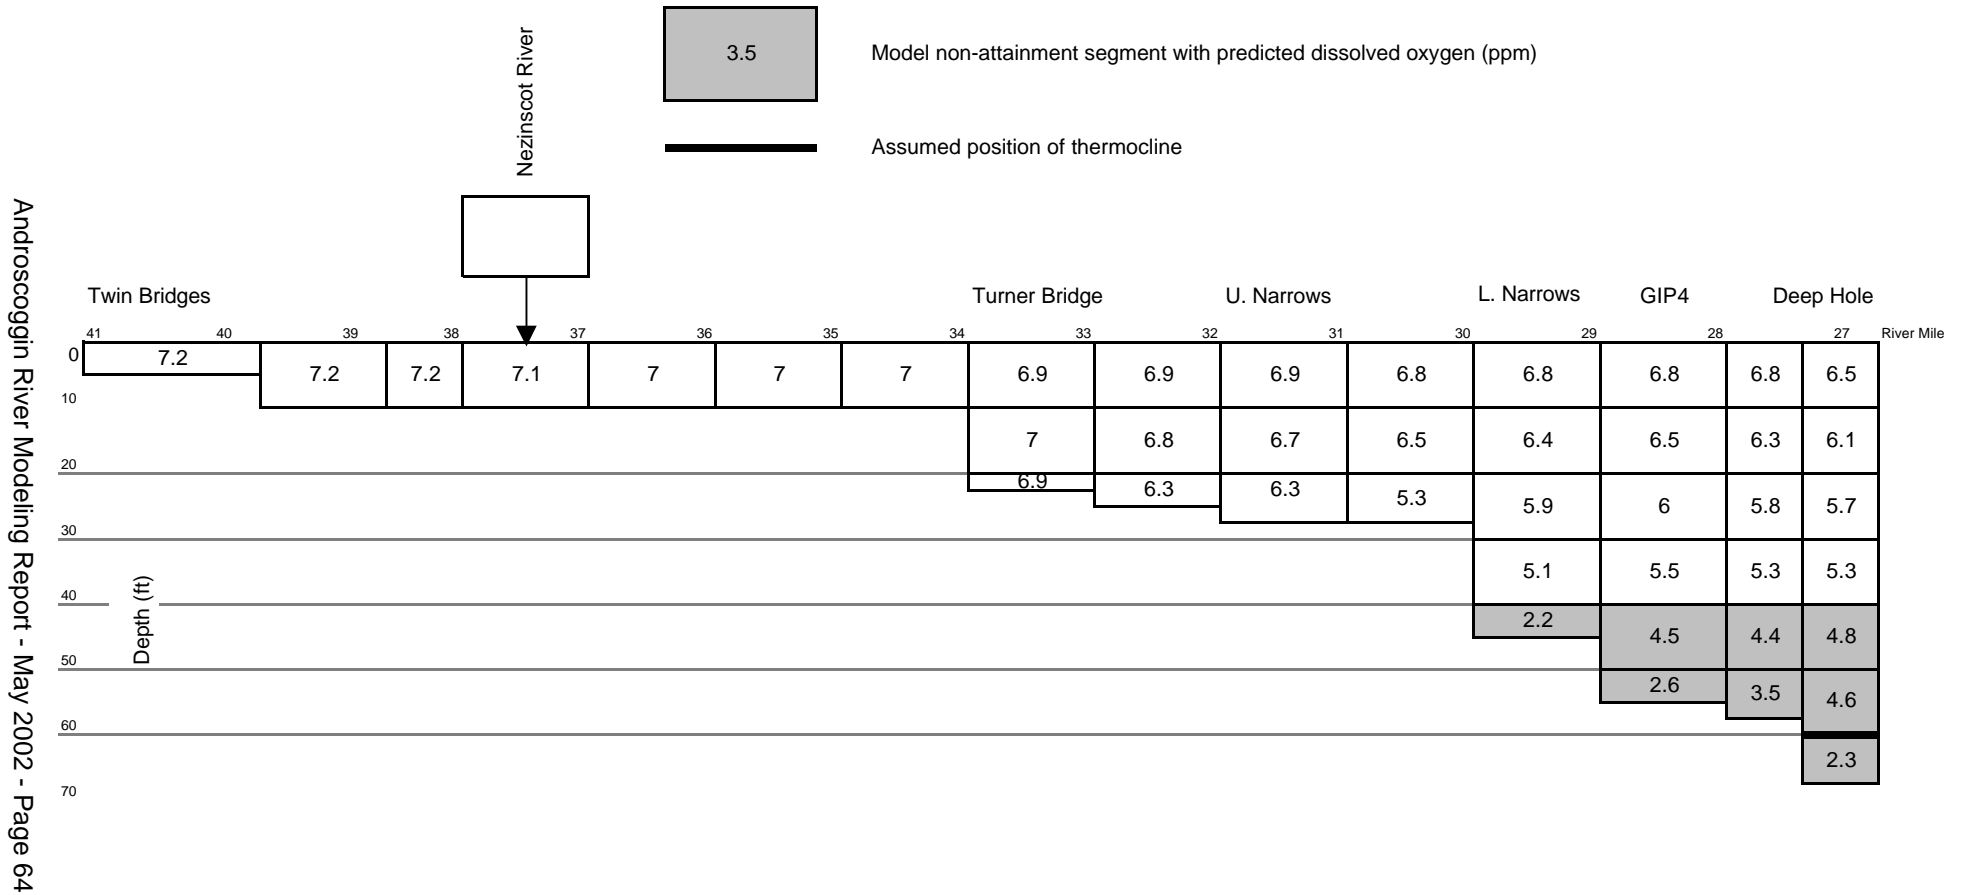 3.5
Model non-attainment segment with predicted dissolved oxygen (ppm)
Assumed position of thermocline
Nezinscot River
Twin Bridges
Turner Bridge
U. Narrows
L. Narrows
GIP4
Deep Hole
41 40 39 38 37 36 35 34 33 32 31 30 29 28 27 River Mile
0
7.2
7.2 7.2 7.1 7 7 7 6.9 6.9 6.9 6.8 6.8 6.8 6.8 6.5
10
7 6.8 6.7 6.5 6.4 6.5 6.3 6.1
20
6.9 6.3 6.3 5.3 5.9 6 5.8 5.7
30
5.1 5.5 5.3 5.3
40
2.2 4.5 4.4 4.8
50
2.6 3.5 4.6
60
2.3
70
Depth (ft)
Androscoggin River Modeling Report - May 2002 - Page 64